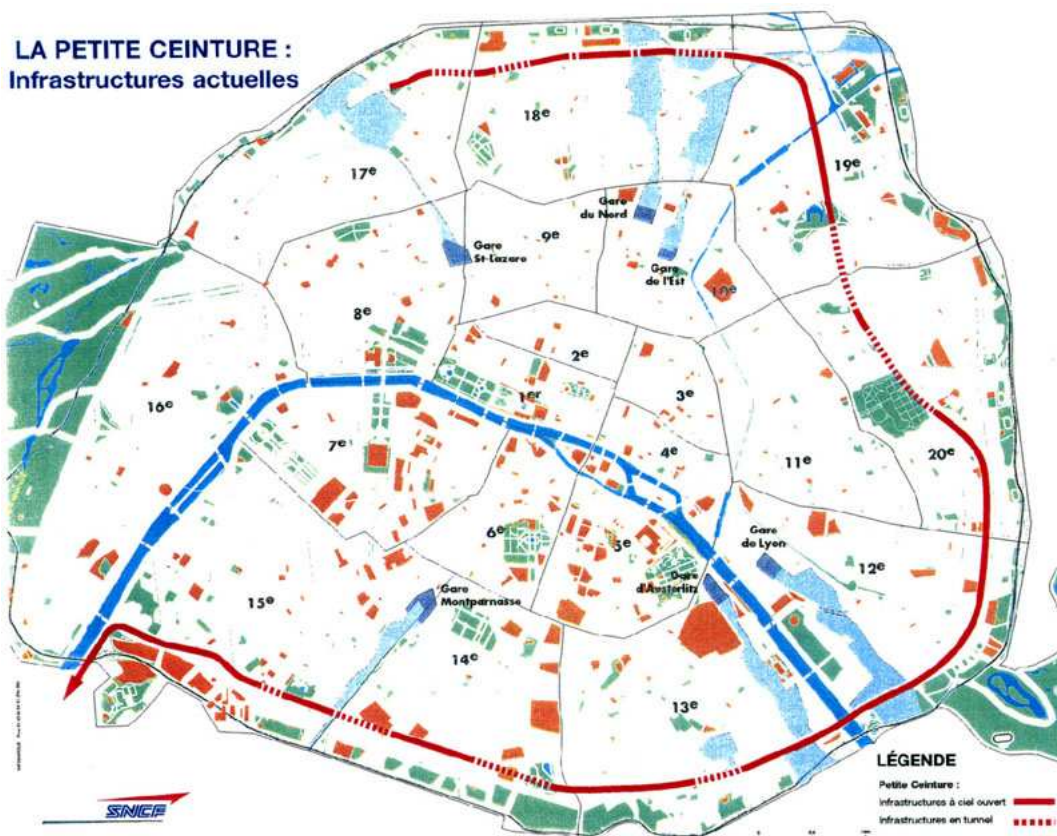 LA PETITE CEINTURE :
Infrastructures actuelles
18e
17e
19e
Gare
du Nord
9e
Gare
St-Lazare
Gare
de l'Est
10e
8e
2e
1er
3e
16e
7e
4e
11e
20e
6e
5e
Gare
de Lyon
Gare
d'Austerlitz
12e
15e
Gare
Montparnasse
14e
13e
LÉGENDE
Petite Ceinture :
Infrastructures à ciel ouvert
Infrastructures en tunnel
SNCF